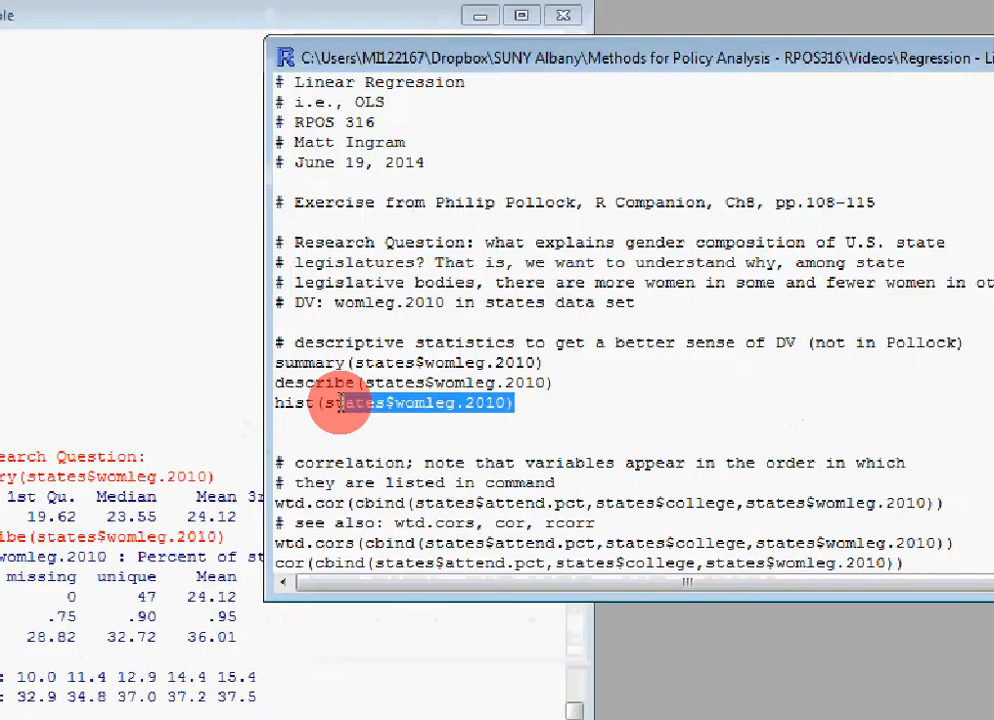 le
C:\Users\MI122167\Dropbox\SUNY Albany\Methods for Policy Analysis - RPOS316\Videos\Regression - Li
# Linear Regression
# i.e., OLS
# RPOS 316
# Matt Ingram
# June 19, 2014
# Exercise from Philip Pollock, R Companion, Ch8, pp.108-115
# Research Question: what explains gender composition of U.S. state
# legislatures? That is, we want to understand why, among state
# legislative bodies, there are more women in some and fewer women in ot
# DV: womleg.2010 in states data set
# descriptive statistics to get a better sense of DV (not in Pollock)
summary(states$womleg.2010)
describe(states$womleg.2010)
hist(states$womleg.2010)
# correlation; note that variables appear in the order in which
# they are listed in command
wtd.cor(cbind(states$attend.pct,states$college,states$womleg.2010))
# see also: wtd.cors, cor, rcorr
wtd.cors(cbind(states$attend.pct,states$college,states$womleg.2010))
cor(cbind(states$attend.pct,states$college,states$womleg.2010))
search Question:
ry(states$womleg.2010)
1st Qu. Median Mean 3r
19.62 23.55 24.12
ibe(states$womleg.2010)
womleg.2010 : Percent of st
missing unique Mean
0 47 24.12
.75 .90 .95
28.82 32.72 36.01
: 10.0 11.4 12.9 14.4 15.4
: 32.9 34.8 37.0 37.2 37.5